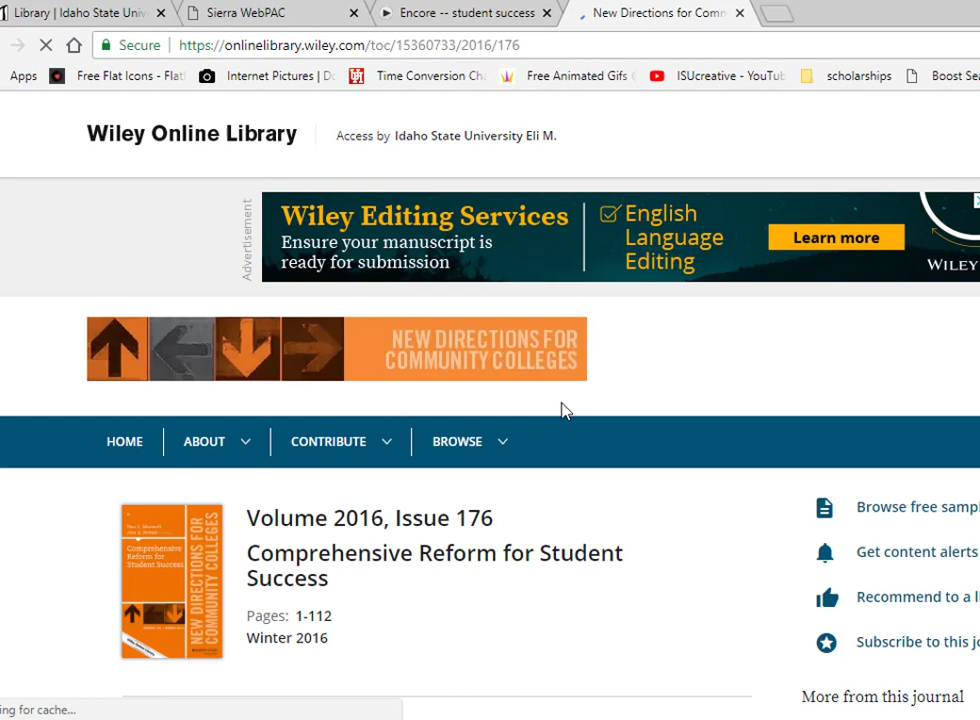 Library | Idaho State Univ
Sierra WebPAC
Encore -- student success
New Directions for Comm
Secure
https://onlinelibrary.wiley.com/toc/15360733/2016/176
Apps
Free Flat Icons - Flat
Internet Pictures | Do
Time Conversion Cha
Free Animated Gifs
ISUcreative - YouTub
scholarships
Boost Sea
Wiley Online Library
Access by Idaho State University Eli M.
Advertisement
Wiley Editing Services
Ensure your manuscript is
ready for submission
English
Language
Editing
Learn more
WILEY
NEW DIRECTIONS FOR
COMMUNITY COLLEGES
HOME
ABOUT
CONTRIBUTE
BROWSE
Comprehensive
Reform for
Student
Success
NEW DIRECTIONS FOR
COMMUNITY COLLEGES
Volume 2016, Issue 176
Comprehensive Reform for Student
Success
Pages: 1-112
Winter 2016
Browse free sampl
Get content alerts
Recommend to a li
Subscribe to this jo
More from this journal
ing for cache...